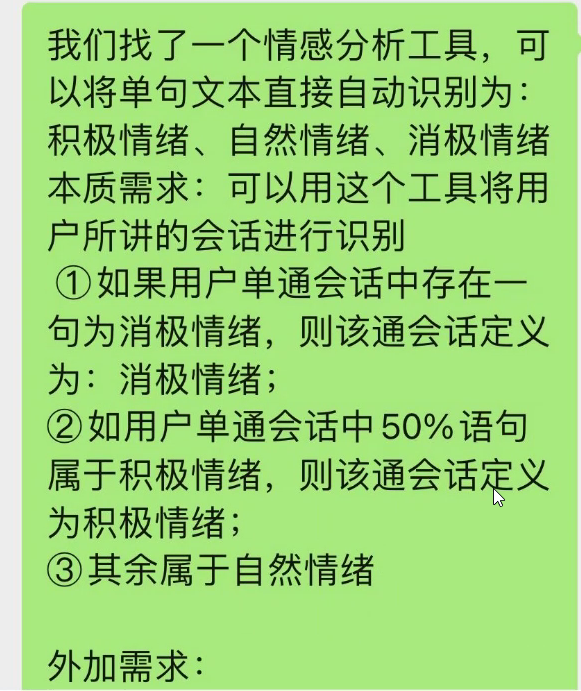 我们找了一个情感分析工具，可
以将单句文本直接自动识别为：
积极情绪、自然情绪、消极情绪
本质需求：可以用这个工具将用
户所讲的会话进行识别
①如果用户单通会话中存在一
句为消极情绪，则该通会话定义
为：消极情绪；
②如用户单通会话中50%语句
属于积极情绪，则该通会话定义
为积极情绪；
③其余属于自然情绪
外加需求：